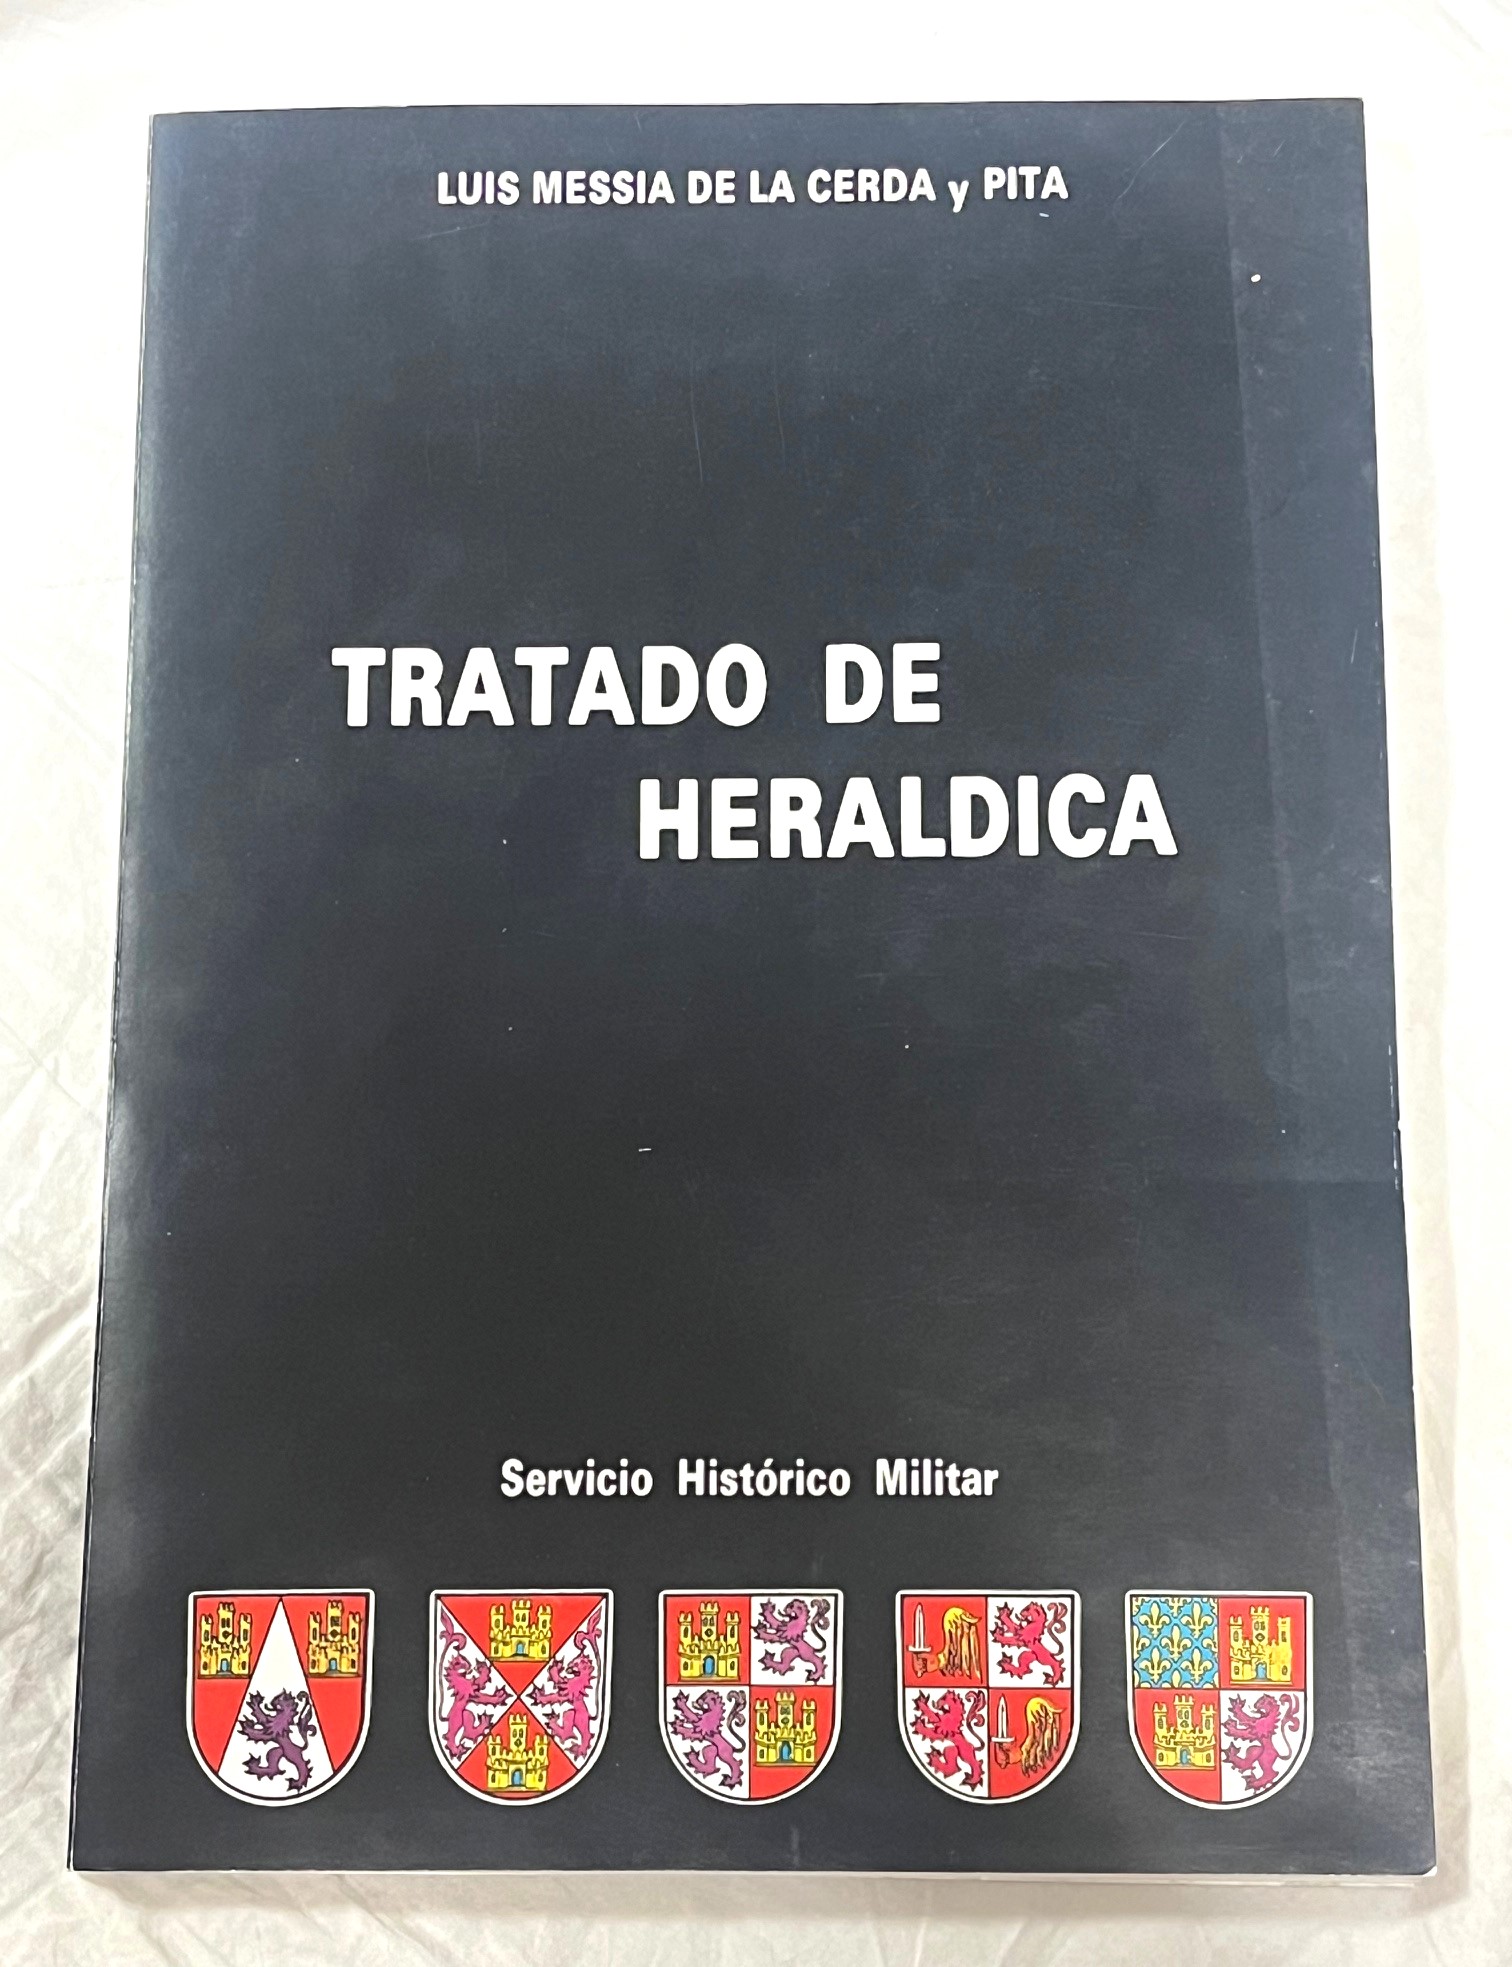 LUIS MESSIA DE LA CERDA y PITA
TRATADO DE
HERALDICA
Servicio Histórico Militar